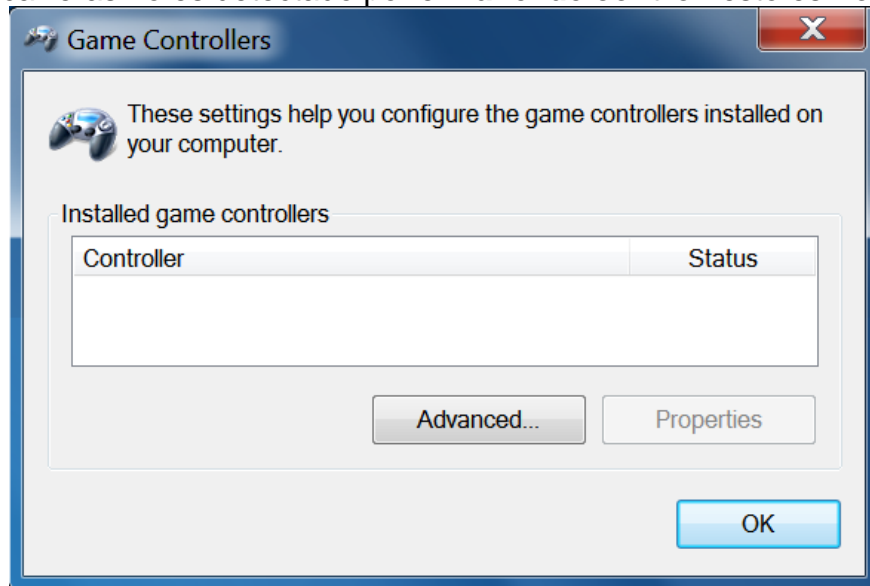 Game Controllers
These settings help you configure the game controllers installed on
your computer.
Installed game controllers
Controller Status
Advanced... Properties
OK